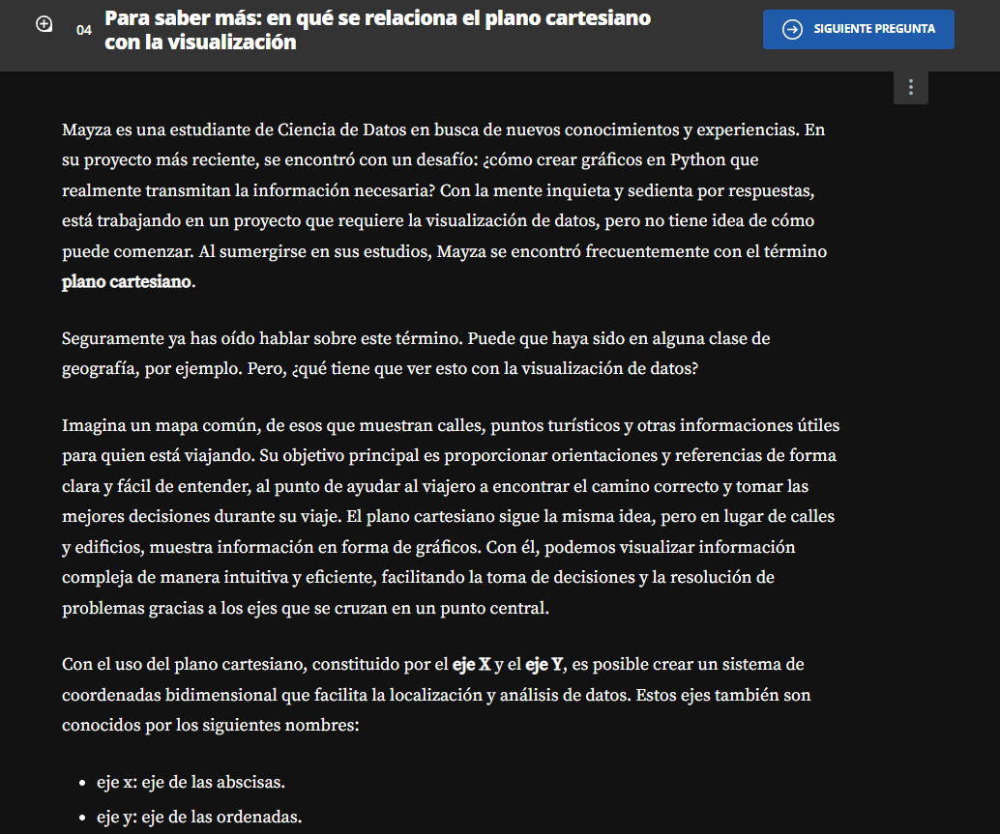 04
Para saber más: en qué se relaciona el plano cartesiano
con la visualización
SIGUIENTE PREGUNTA
Mayza es una estudiante de Ciencia de Datos en busca de nuevos conocimientos y experiencias. En
su proyecto más reciente, se encontró con un desafío: ¿cómo crear gráficos en Python que
realmente transmitan la información necesaria? Con la mente inquieta y sedienta por respuestas,
está trabajando en un proyecto que requiere la visualización de datos, pero no tiene idea de cómo
puede comenzar. Al sumergirse en sus estudios, Mayza se encontró frecuentemente con el término
plano cartesiano.
Seguramente ya has oído hablar sobre este término. Puede que haya sido en alguna clase de
geografía, por ejemplo. Pero, ¿qué tiene que ver esto con la visualización de datos?
Imagina un mapa común, de esos que muestran calles, puntos turísticos y otras informaciones útiles
para quien está viajando. Su objetivo principal es proporcionar orientaciones y referencias de forma
clara y fácil de entender, al punto de ayudar al viajero a encontrar el camino correcto y tomar las
mejores decisiones durante su viaje. El plano cartesiano sigue la misma idea, pero en lugar de calles
y edificios, muestra información en forma de gráficos. Con él, podemos visualizar información
compleja de manera intuitiva y eficiente, facilitando la toma de decisiones y la resolución de
problemas gracias a los ejes que se cruzan en un punto central.
Con el uso del plano cartesiano, constituido por el eje X y el eje Y, es posible crear un sistema de
coordenadas bidimensional que facilita la localización y análisis de datos. Estos ejes también son
conocidos por los siguientes nombres:
• eje x: eje de las abscisas.
• eje y: eje de las ordenadas.